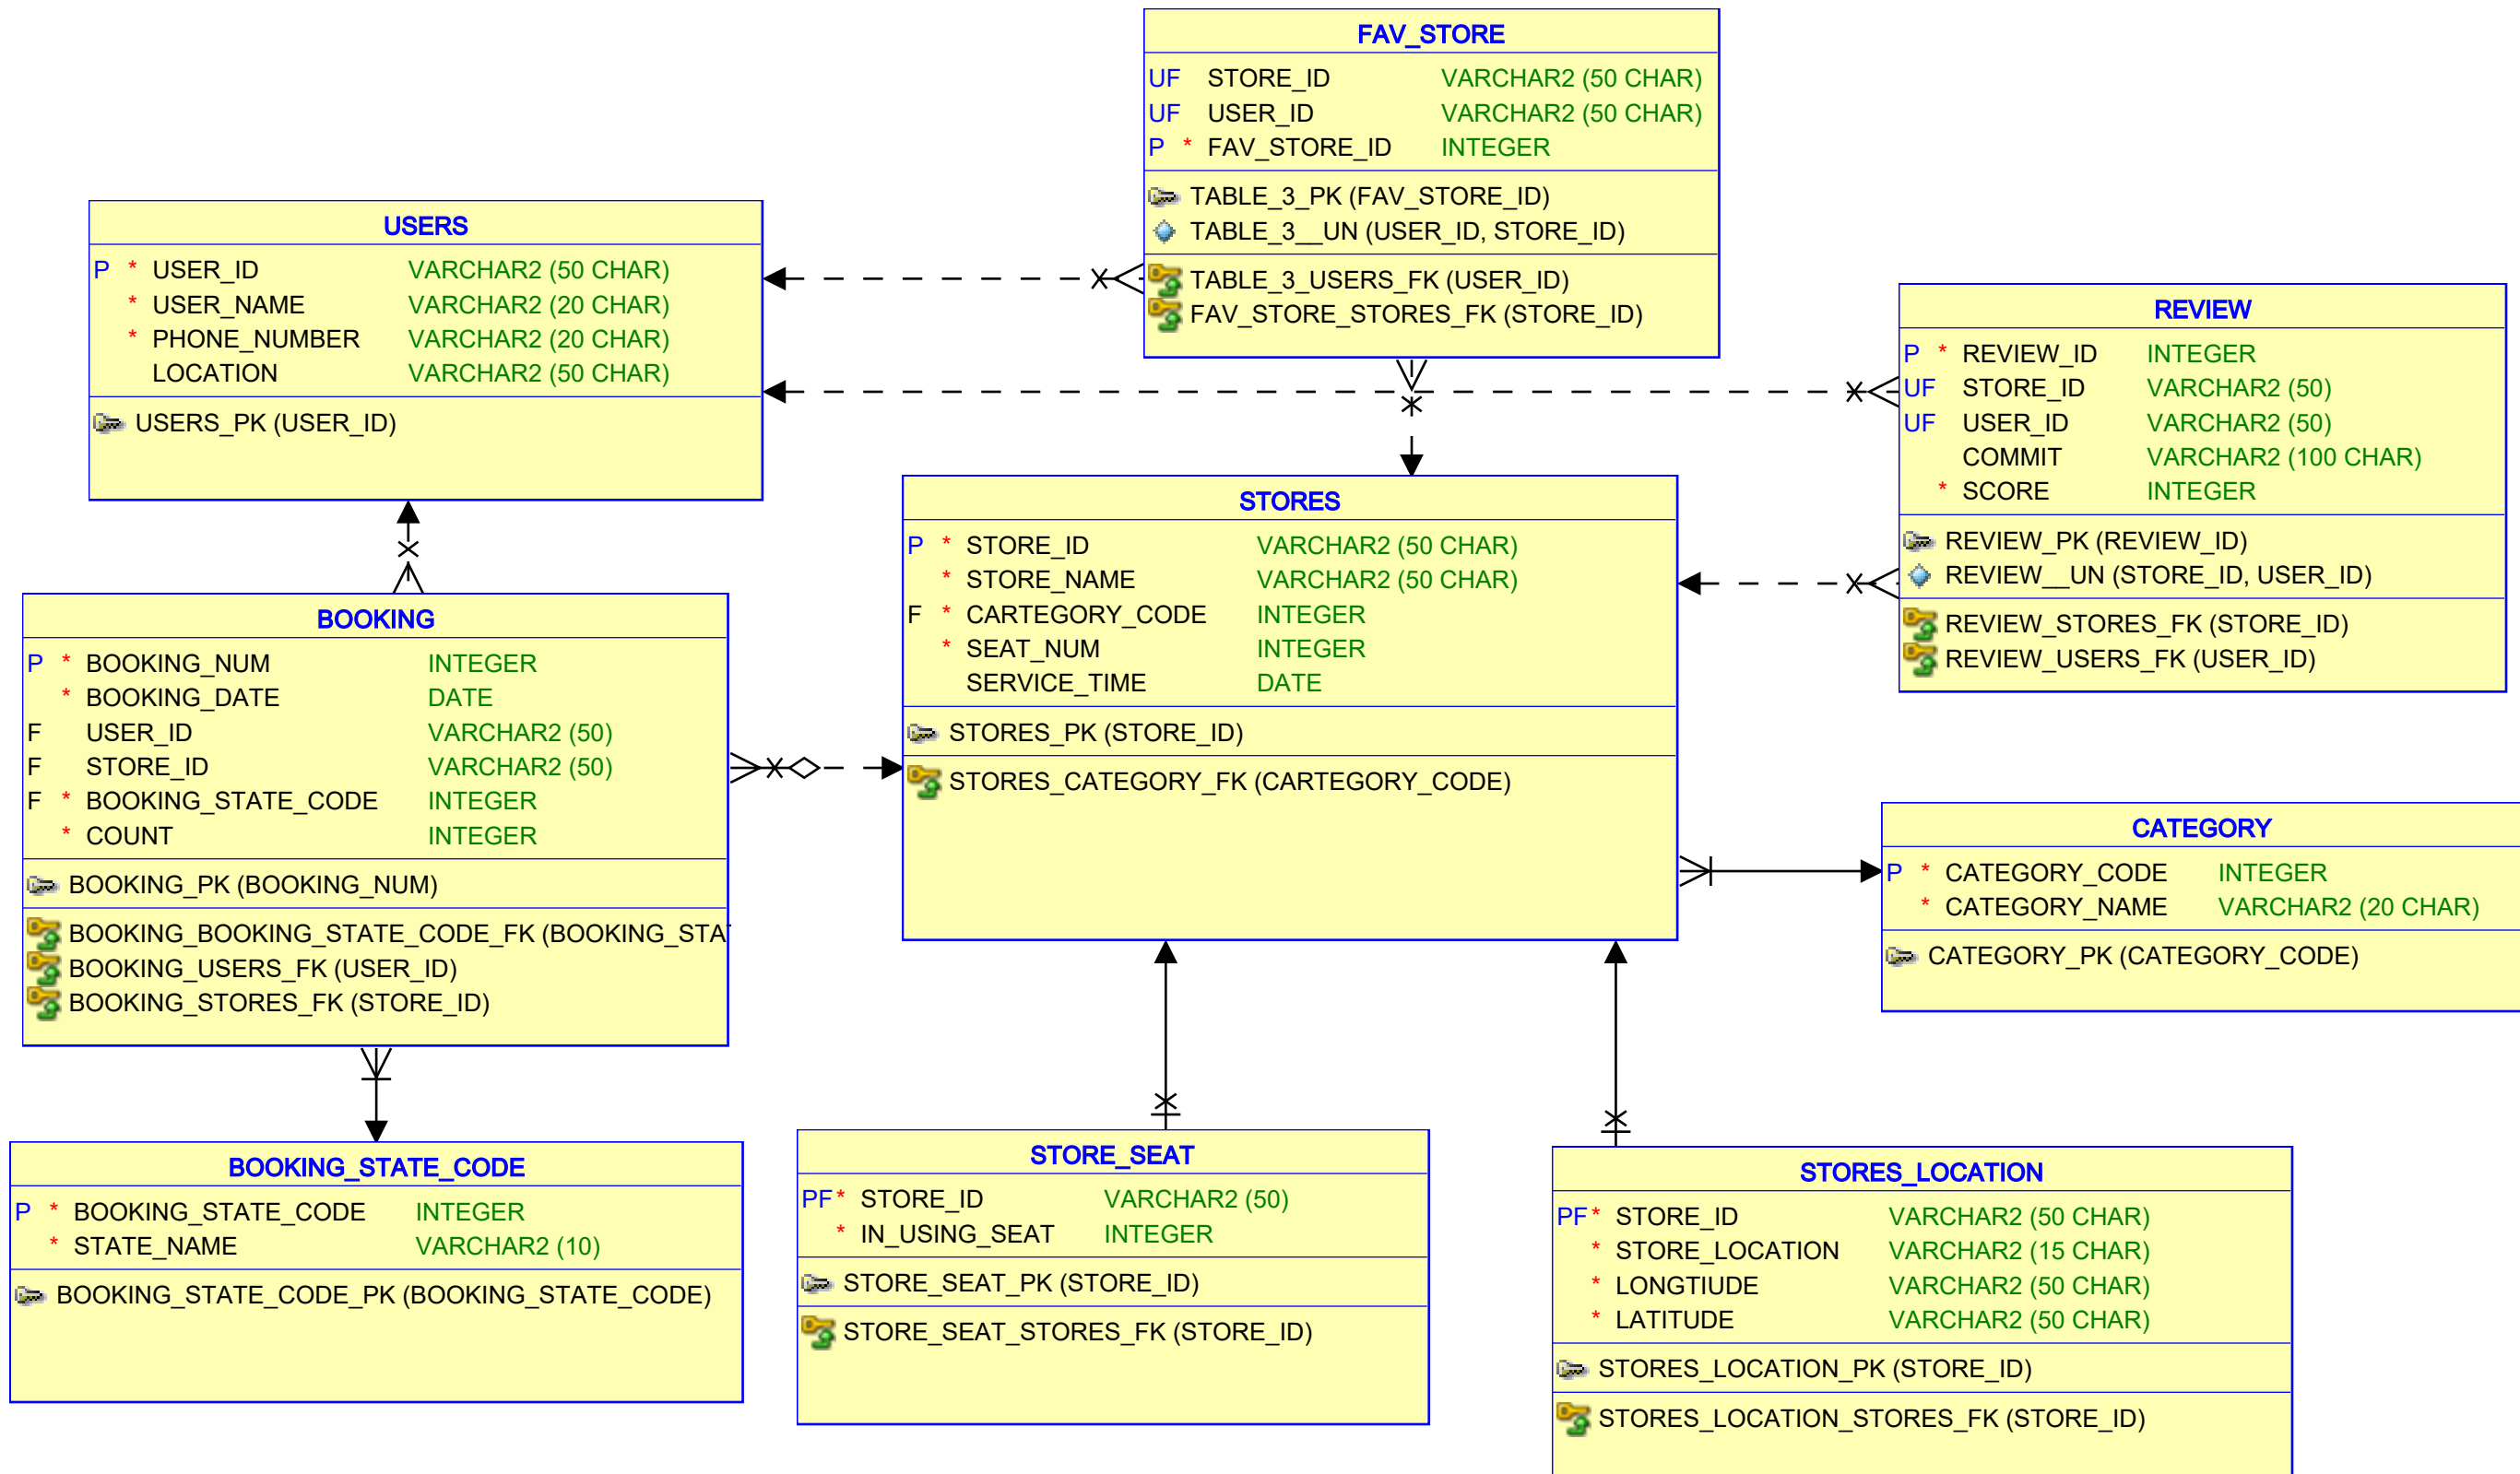 FAV_STORE
UF STORE_ID VARCHAR2 (50 CHAR)
UF USER_ID VARCHAR2 (50 CHAR)
P * FAV_STORE_ID INTEGER
TABLE_3_PK (FAV_STORE_ID)
TABLE_3__UN (USER_ID, STORE_ID)
TABLE_3_USERS_FK (USER_ID)
FAV_STORE_STORES_FK (STORE_ID)
USERS
P * USER_ID VARCHAR2 (50 CHAR)
* USER_NAME VARCHAR2 (20 CHAR)
* PHONE_NUMBER VARCHAR2 (20 CHAR)
LOCATION VARCHAR2 (50 CHAR)
USERS_PK (USER_ID)
REVIEW
P * REVIEW_ID INTEGER
UF STORE_ID VARCHAR2 (50)
UF USER_ID VARCHAR2 (50)
COMMIT VARCHAR2 (100 CHAR)
* SCORE INTEGER
REVIEW_PK (REVIEW_ID)
REVIEW__UN (STORE_ID, USER_ID)
REVIEW_STORES_FK (STORE_ID)
REVIEW_USERS_FK (USER_ID)
STORES
P * STORE_ID VARCHAR2 (50 CHAR)
* STORE_NAME VARCHAR2 (50 CHAR)
F * CARTEGORY_CODE INTEGER
* SEAT_NUM INTEGER
SERVICE_TIME DATE
STORES_PK (STORE_ID)
STORES_CATEGORY_FK (CARTEGORY_CODE)
BOOKING
P * BOOKING_NUM INTEGER
* BOOKING_DATE DATE
F USER_ID VARCHAR2 (50)
F STORE_ID VARCHAR2 (50)
F * BOOKING_STATE_CODE INTEGER
* COUNT INTEGER
BOOKING_PK (BOOKING_NUM)
BOOKING_BOOKING_STATE_CODE_FK (BOOKING_STA
BOOKING_USERS_FK (USER_ID)
BOOKING_STORES_FK (STORE_ID)
CATEGORY
P * CATEGORY_CODE INTEGER
* CATEGORY_NAME VARCHAR2 (20 CHAR)
CATEGORY_PK (CATEGORY_CODE)
BOOKING_STATE_CODE
P * BOOKING_STATE_CODE INTEGER
* STATE_NAME VARCHAR2 (10)
BOOKING_STATE_CODE_PK (BOOKING_STATE_CODE)
STORE_SEAT
PF* STORE_ID VARCHAR2 (50)
* IN_USING_SEAT INTEGER
STORE_SEAT_PK (STORE_ID)
STORE_SEAT_STORES_FK (STORE_ID)
STORES_LOCATION
PF* STORE_ID VARCHAR2 (50 CHAR)
* STORE_LOCATION VARCHAR2 (15 CHAR)
* LONGTIUDE VARCHAR2 (50 CHAR)
* LATITUDE VARCHAR2 (50 CHAR)
STORES_LOCATION_PK (STORE_ID)
STORES_LOCATION_STORES_FK (STORE_ID)